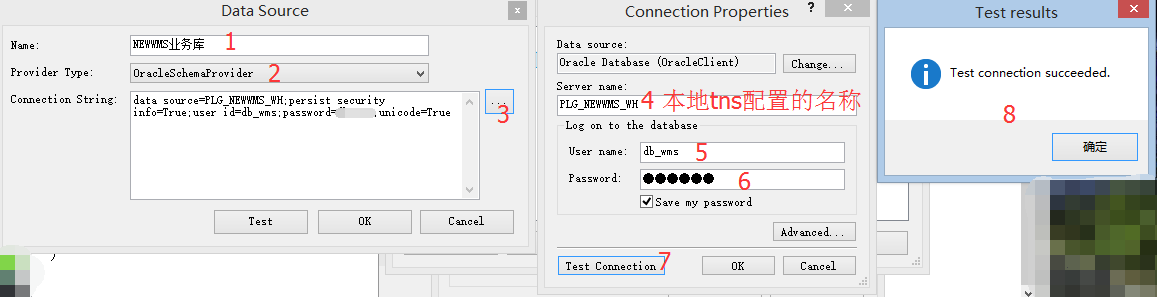 Data Source
x
Name:
NEWWMS业务库
1
Provider Type:
OracleSchemaProvider
2
Connection String:
data source=PLG_NEWWMS_WH;persist security
info=True;user id=db_wms;password=
,unicode=True
...
3
Test
OK
Cancel
Connection Properties
?
x
Data source:
Oracle Database (OracleClient)
Change...
Server name:
PLG_NEWWMS_WH
4 本地tns配置的名称
Log on to the database
User name:
db_wms
5
Password:
●●●●●●
6
Save my password
Advanced...
Test Connection
7
OK
Cancel
Test results
x
Test connection succeeded.
8
确定